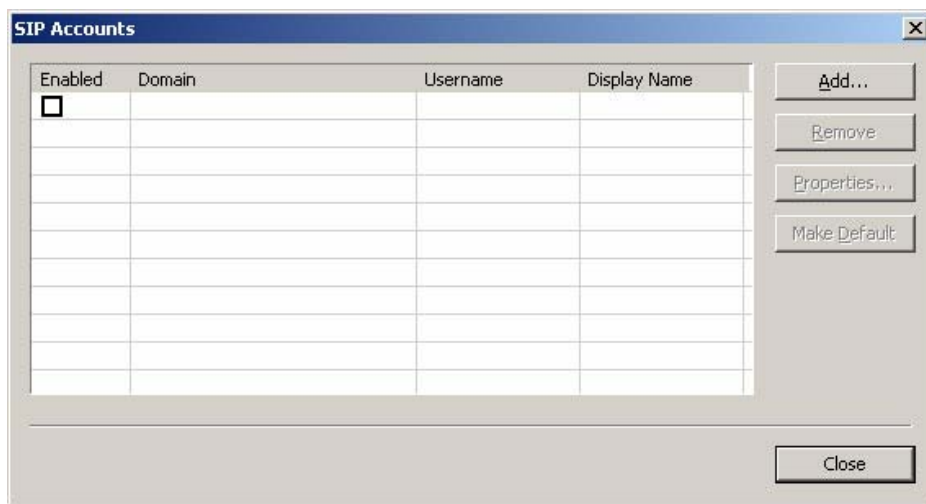 SIP Accounts
Enabled Domain Username Display Name
Add...
Remove
Properties...
Make Default
Close